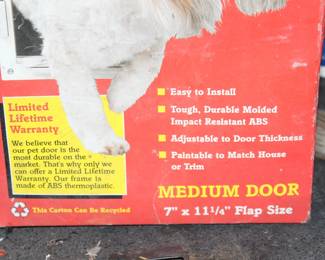 Easy to Install
Tough, Durable Molded
Impact Resistant ABS
Adjustable to Door Thickness
Paintable to Match House
or Trim
Limited
Lifetime
Warranty
We believe that
our pet door is the
most durable on the
market. That's why only we
can offer a Limited Lifetime
Warranty. Our frame is
made of ABS thermoplastic.
MEDIUM DOOR
7" x 11 1/4" Flap Size
This Carton Can Be Recycled